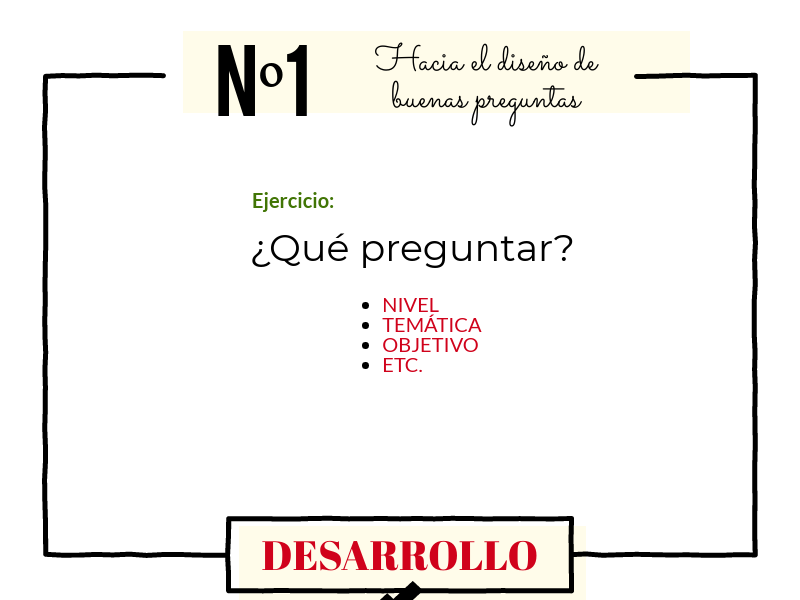 Nº1
Hacia el diseño de
buenas preguntas
Ejercicio:
¿Qué preguntar?
NIVEL
TEMÁTICA
OBJETIVO
ETC.
DESARROLLO